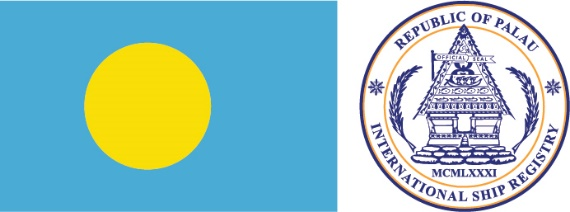 REPUBLIC OF PALAU
OFFICIAL SEAL
MCMLXXXI
INTERNATIONAL SHIP REGISTRY